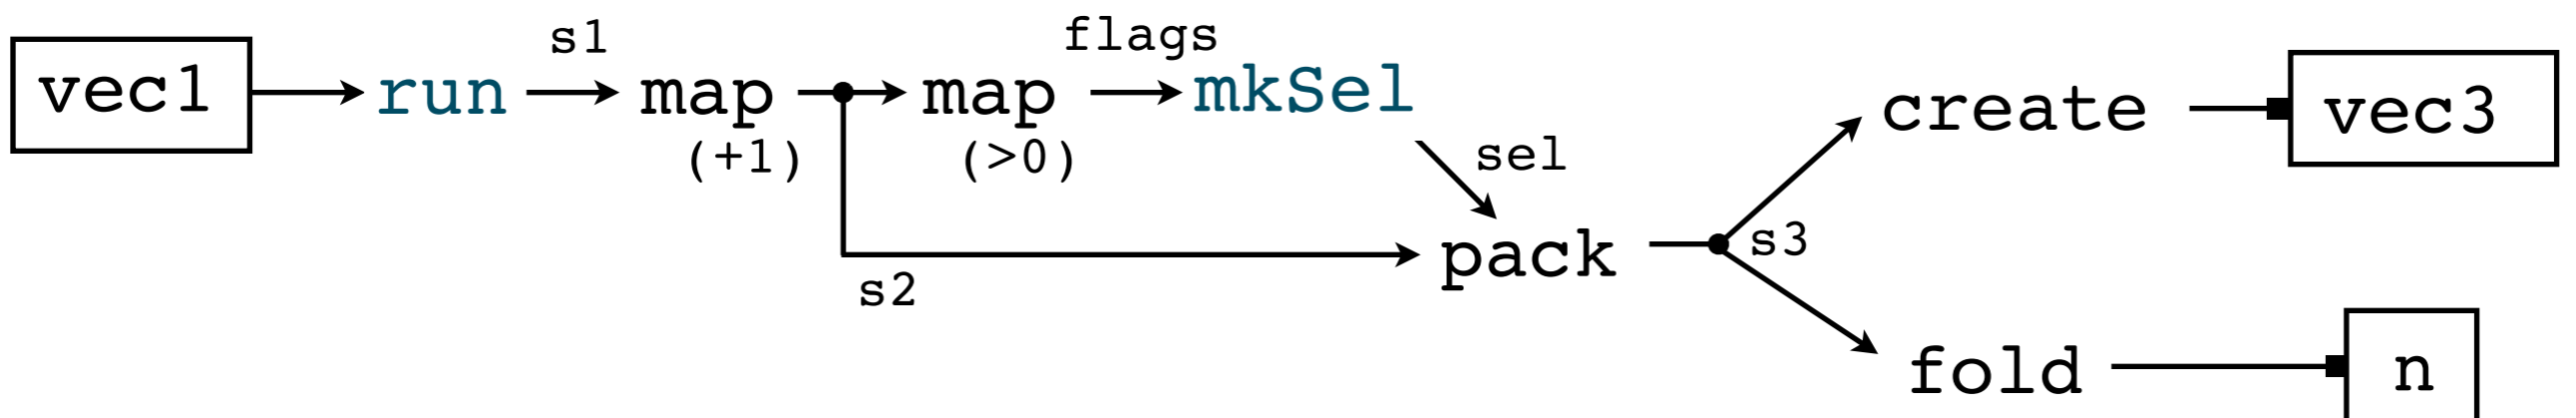 s1 flags
vec1 run map map mkSel create vec3
(+1) (>0) sel
pack s3
s2
fold n